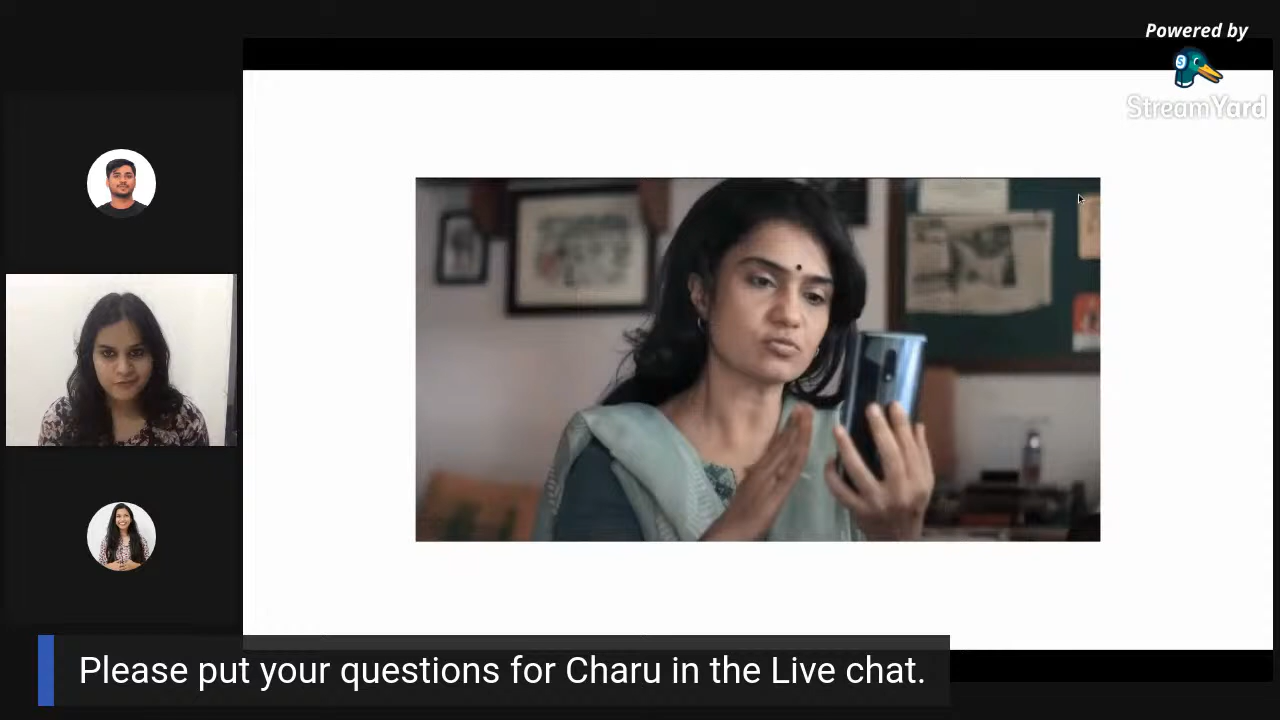 Powered by
StreamYard
Please put your questions for Charu in the Live chat.